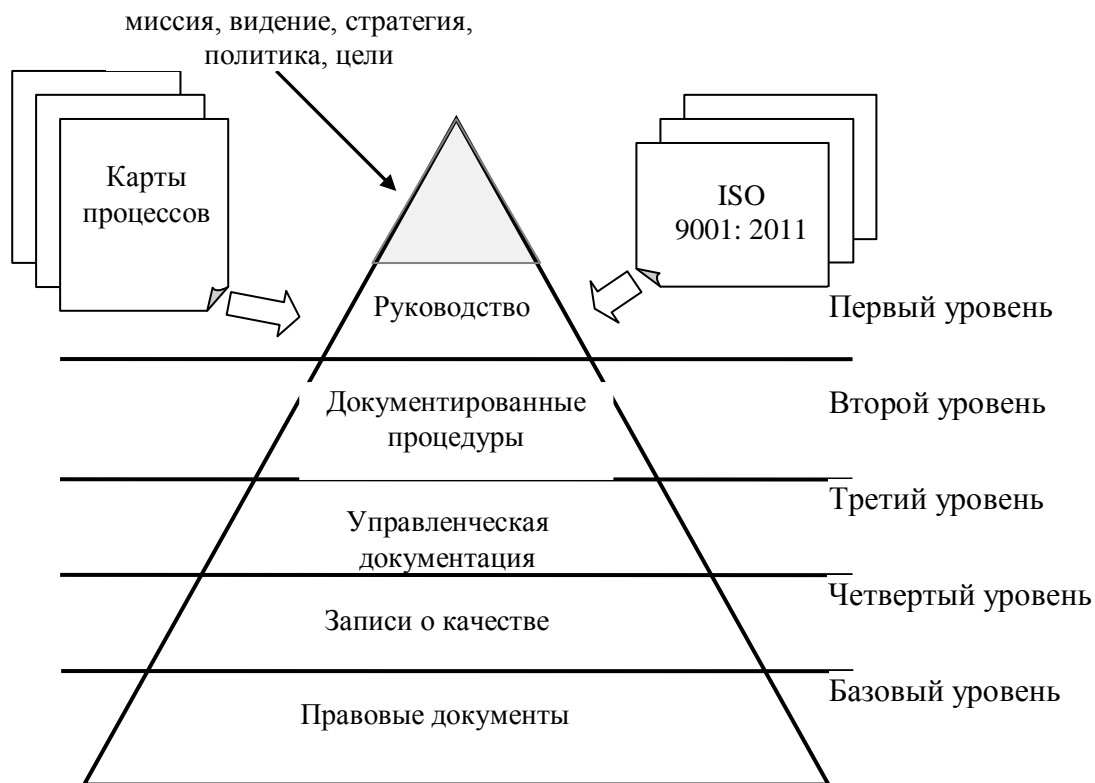 миссия, видение, стратегия,
политика, цели
Карты
процессов
ISO
9001: 2011
Руководство
Первый уровень
Документированные
процедуры
Второй уровень
Управленческая
документация
Третий уровень
Записи о качестве
Четвертый уровень
Правовые документы
Базовый уровень